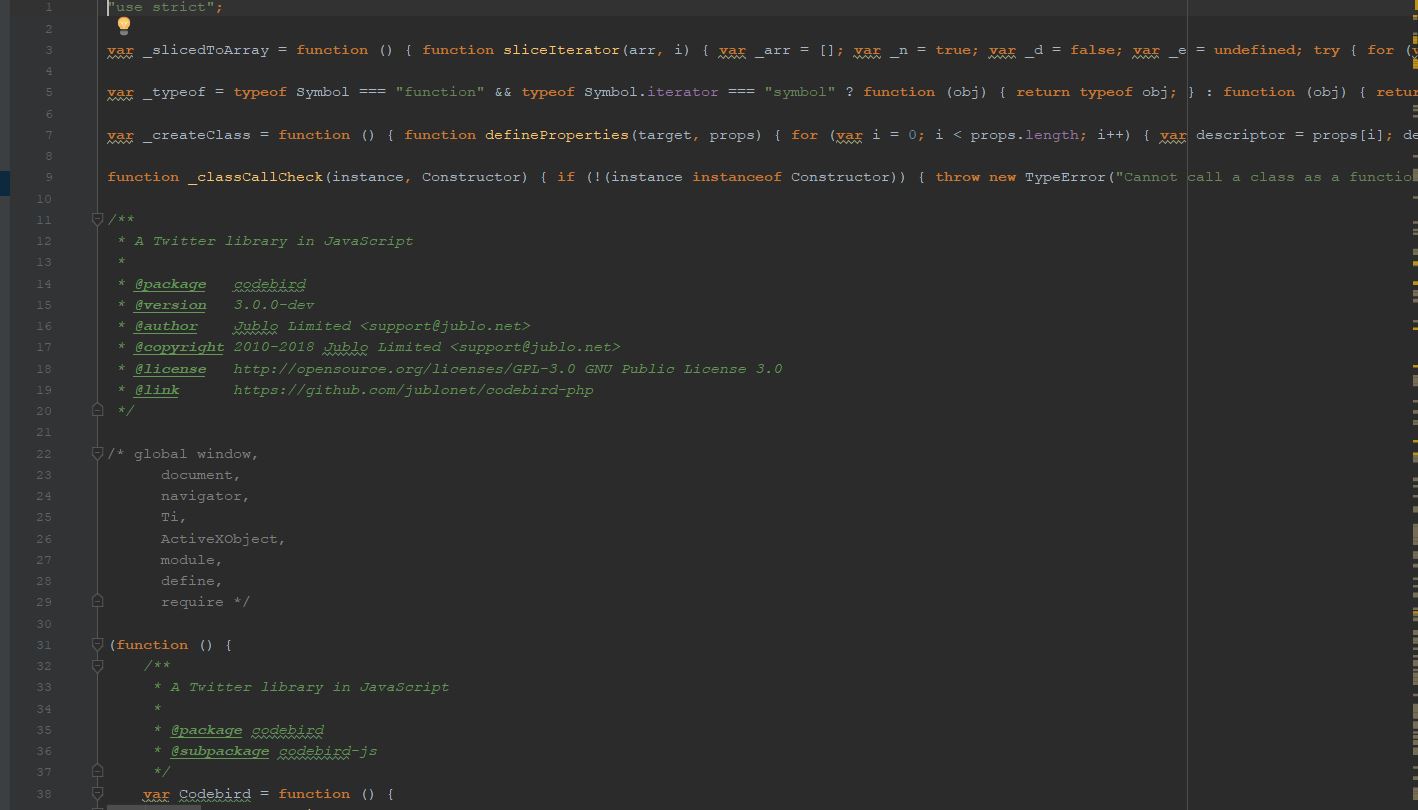 1 "use strict";
2
3 var _slicedToArray = function () { function sliceIterator(arr, i) { var _arr = []; var _n = true; var _d = false; var _e = undefined; try { for (
4
5 var _typeof = typeof Symbol === "function" && typeof Symbol.iterator === "symbol" ? function (obj) { return typeof obj; } : function (obj) { retur
6
7 var _createClass = function () { function defineProperties(target, props) { for (var i = 0; i < props.length; i++) { var descriptor = props[i]; de
8
9 function _classCallCheck(instance, Constructor) { if (!(instance instanceof Constructor)) { throw new TypeError("Cannot call a class as a functio
10
11 /**
12 * A Twitter library in JavaScript
13 *
14 * @package codebird
15 * @version 3.0.0-dev
16 * @author Jublo Limited <support@jublo.net>
17 * @copyright 2010-2018 Jublo Limited <support@jublo.net>
18 * @license http://opensource.org/licenses/GPL-3.0 GNU Public License 3.0
19 * @link https://github.com/jublonet/codebird-php
20 */
21
22 /* global window,
23 document,
24 navigator,
25 Ti,
26 ActiveXObject,
27 module,
28 define,
29 require */
30
31 (function () {
32 /**
33 * A Twitter library in JavaScript
34 *
35 * @package codebird
36 * @subpackage codebird-js
37 */
38 var Codebird = function () {